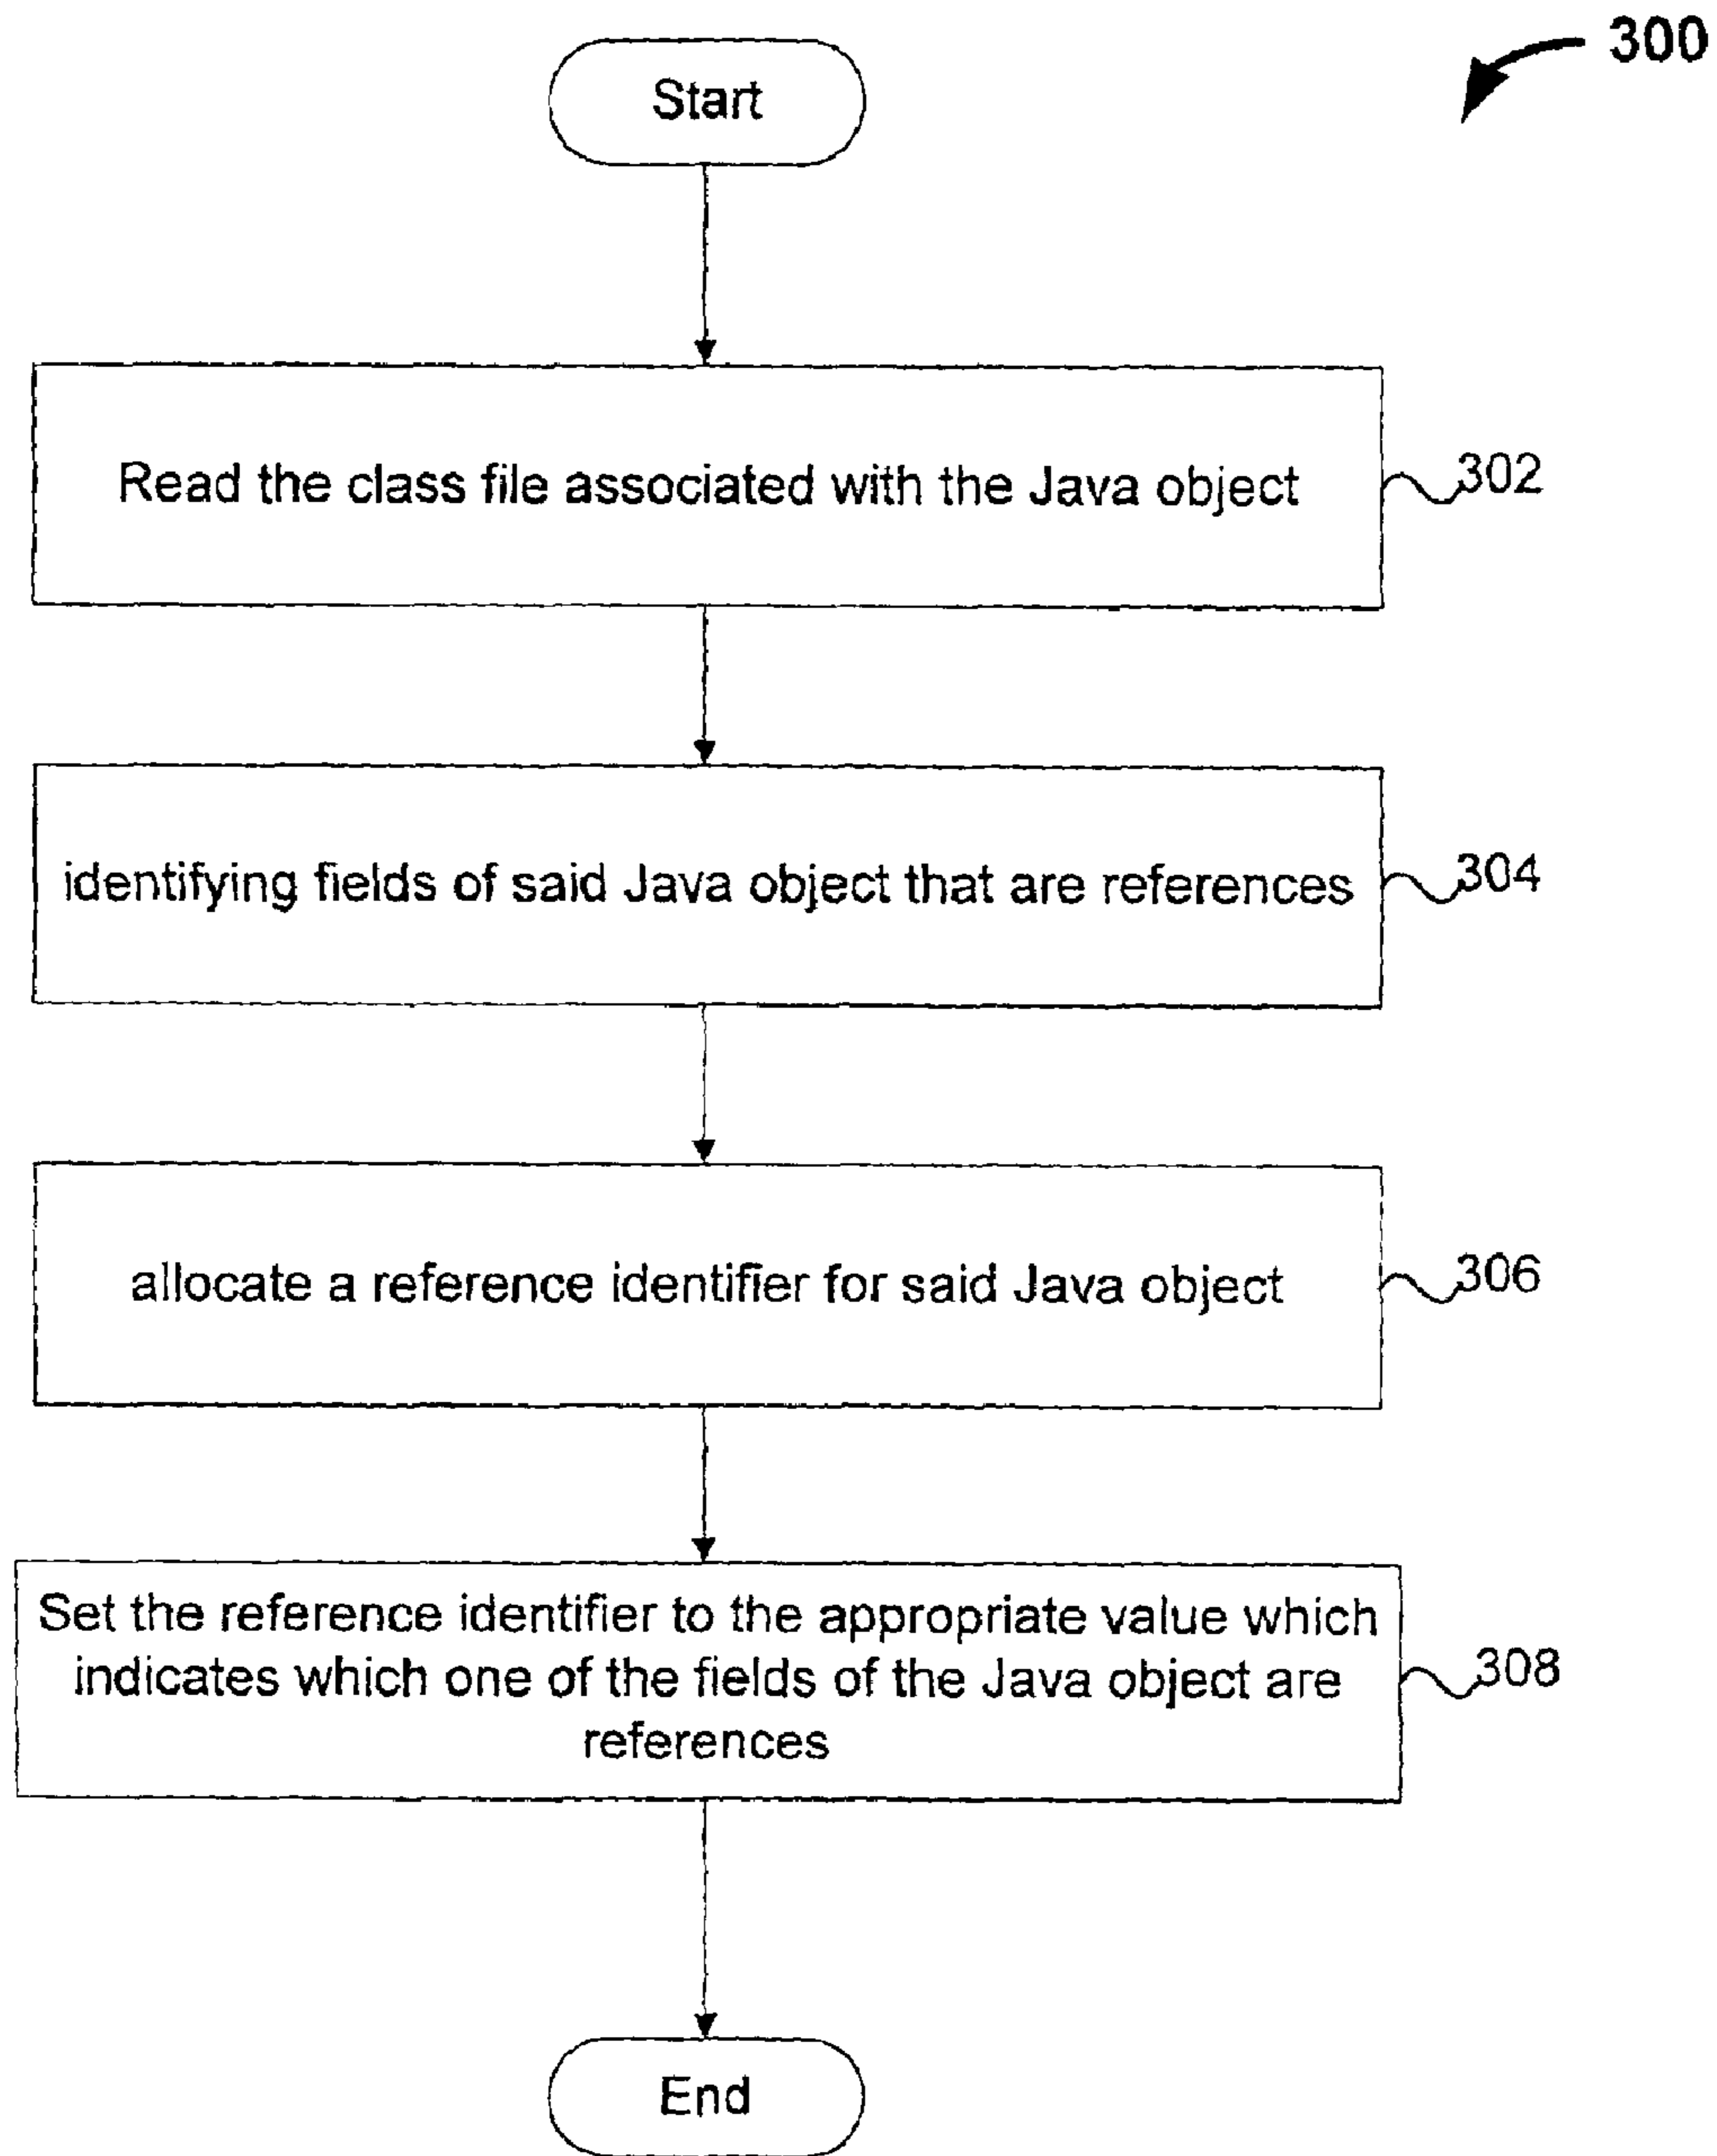 300
Start
Read the class file associated with the Java object
302
identifying fields of said Java object that are references
304
allocate a reference identifier for said Java object
306
Set the reference identifier to the appropriate value which
indicates which one of the fields of the Java object are
references
308
End